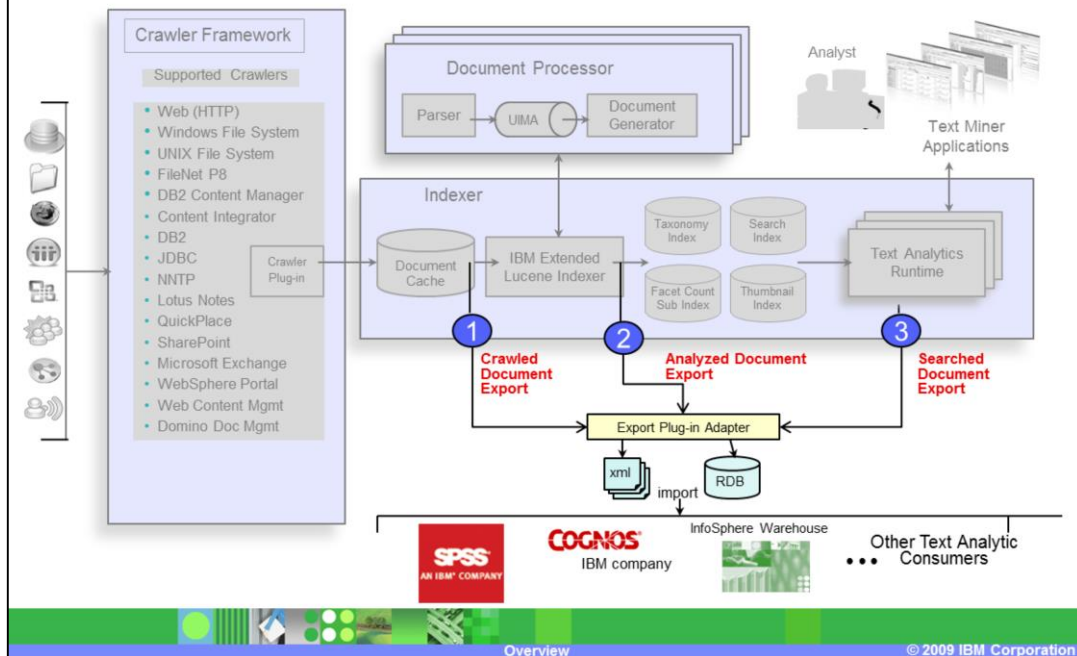 Crawler Framework
Supported Crawlers
• Web (HTTP)
• Windows File System
• UNIX File System
• FileNet P8
• DB2 Content Manager
• Content Integrator
• DB2
• JDBC
• NNTP
• Lotus Notes
• QuickPlace
• SharePoint
• Microsoft Exchange
• WebSphere Portal
• Web Content Mgmt
• Domino Doc Mgmt
Crawler
Plug-in
Document Processor
Parser
UIMA
Document
Generator
Analyst
Text Miner
Applications
Indexer
Document
Cache
IBM Extended
Lucene Indexer
Taxonomy
Index
Search
Index
Facet Count
Sub Index
Thumbnail
Index
Text Analytics
Runtime
1
Crawled
Document
Export
2
Analyzed Document
Export
3
Searched
Document
Export
Export Plug-in Adapter
xml
RDB
import
SPSS
AN IBM COMPANY
COGNOS
IBM company
InfoSphere Warehouse
••• Other Text Analytic
Consumers
Overview
© 2009 IBM Corporation